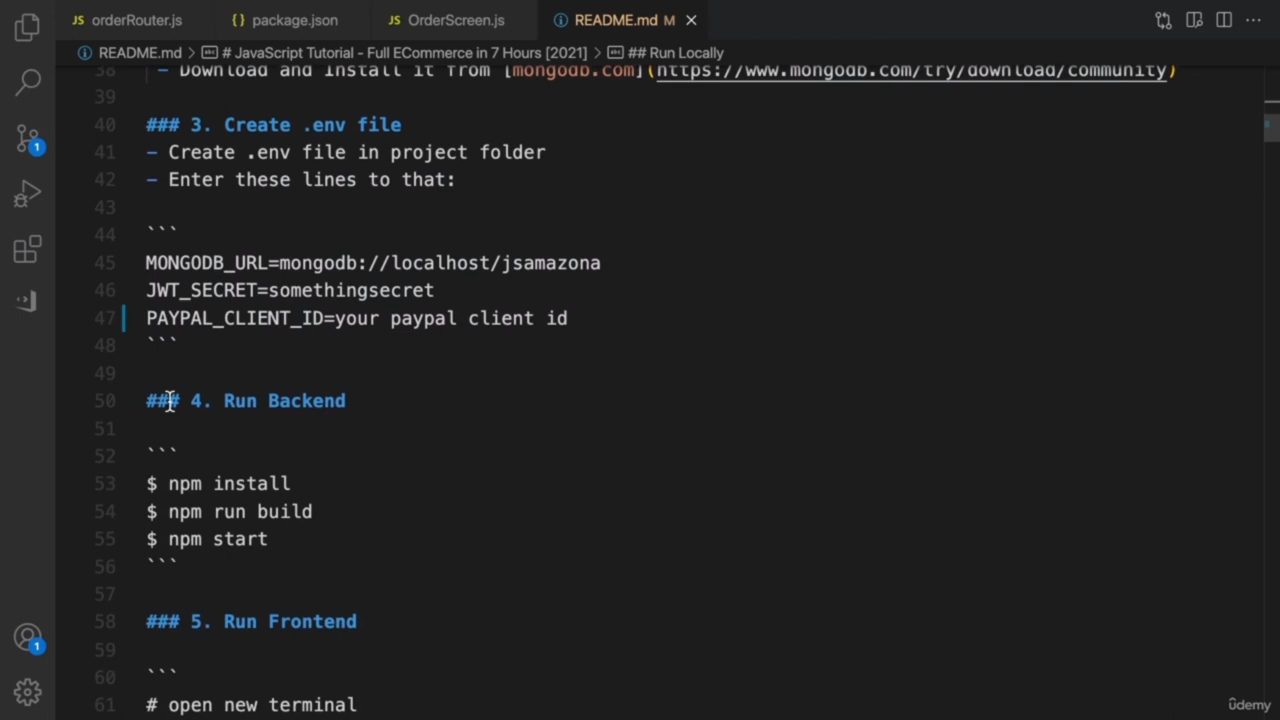 JS orderRouter.js {} package.json JS OrderScreen.js README.md M
README.md > # JavaScript Tutorial - Full ECommerce in 7 Hours [2021] > ## Run Locally
38 - Download and Install it from [mongodb.com](https://www.mongodb.com/try/download/community)
39
40 ### 3. Create .env file
41 - Create .env file in project folder
42 - Enter these lines to that:
43
44 ```
45 MONGODB_URL=mongodb://localhost/jsamazona
46 JWT_SECRET=somethingsecret
47 PAYPAL_CLIENT_ID=your paypal client id
48 ```
49
50 ### 4. Run Backend
51
52 ```
53 $ npm install
54 $ npm run build
55 $ npm start
56 ```
57
58 ### 5. Run Frontend
59
60 ```
61 # open new terminal
1
1
ûdemy